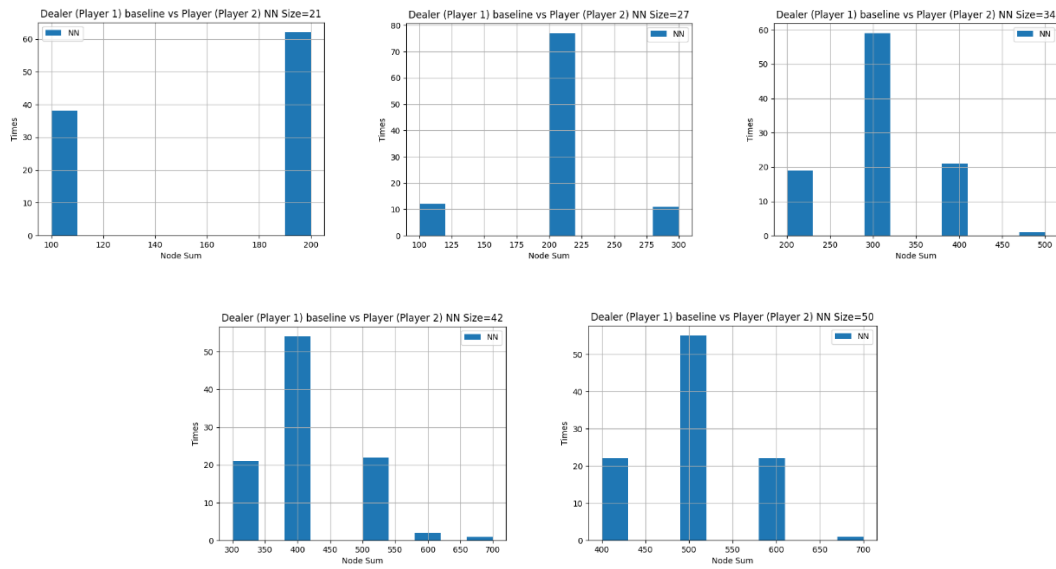 Dealer (Player 1) baseline vs Player (Player 2) NN Size=21
NN
Times
60
50
40
30
20
10
0
100 120 140 160 180 200
Node Sum
Dealer (Player 1) baseline vs Player (Player 2) NN Size=27
NN
Times
80
70
60
50
40
30
20
10
0
100 125 150 175 200 225 250 275 300
Node Sum
Dealer (Player 1) baseline vs Player (Player 2) NN Size=34
NN
Times
60
50
40
30
20
10
0
200 250 300 350 400 450 500
Node Sum
Dealer (Player 1) baseline vs Player (Player 2) NN Size=42
NN
Times
50
40
30
20
10
0
300 350 400 450 500 550 600 650 700
Node Sum
Dealer (Player 1) baseline vs Player (Player 2) NN Size=50
NN
Times
50
40
30
20
10
0
400 450 500 550 600 650 700
Node Sum